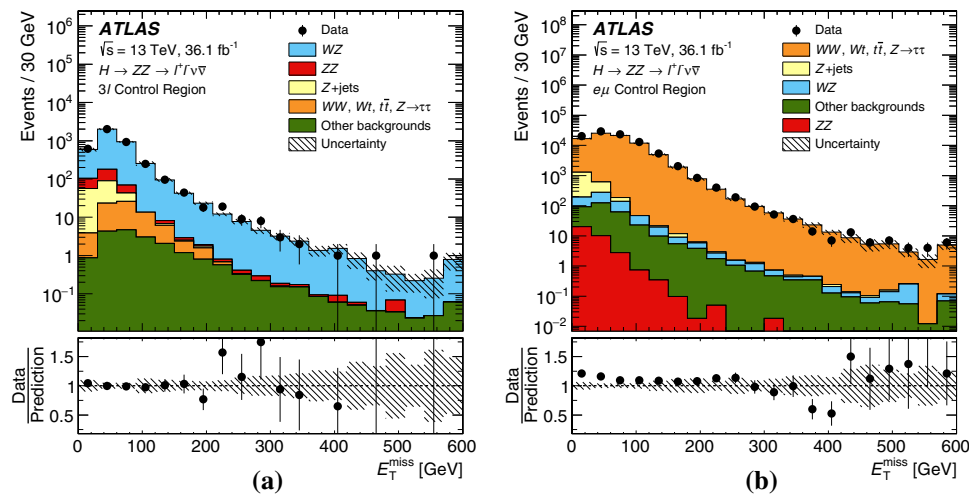 ATLAS
√s = 13 TeV, 36.1 fb⁻¹
H → ZZ → l⁺l⁻νν̄
3l Control Region
Data
WZ
ZZ
Z+jets
WW, Wt, tt̄, Z→ττ
Other backgrounds
Uncertainty
Events / 30 GeV
10⁶
10⁵
10⁴
10³
10²
10
1
10⁻¹
Data
Prediction
1.5
1
0.5
0 100 200 300 400 500 600
E_T^miss [GeV]
(a)
ATLAS
√s = 13 TeV, 36.1 fb⁻¹
H → ZZ → l⁺l⁻νν̄
eμ Control Region
Data
WW, Wt, tt̄, Z→ττ
Z+jets
WZ
Other backgrounds
ZZ
Uncertainty
Events / 30 GeV
10⁸
10⁷
10⁶
10⁵
10⁴
10³
10²
10
1
10⁻¹
10⁻²
Data
Prediction
1.5
1
0.5
0 100 200 300 400 500 600
E_T^miss [GeV]
(b)